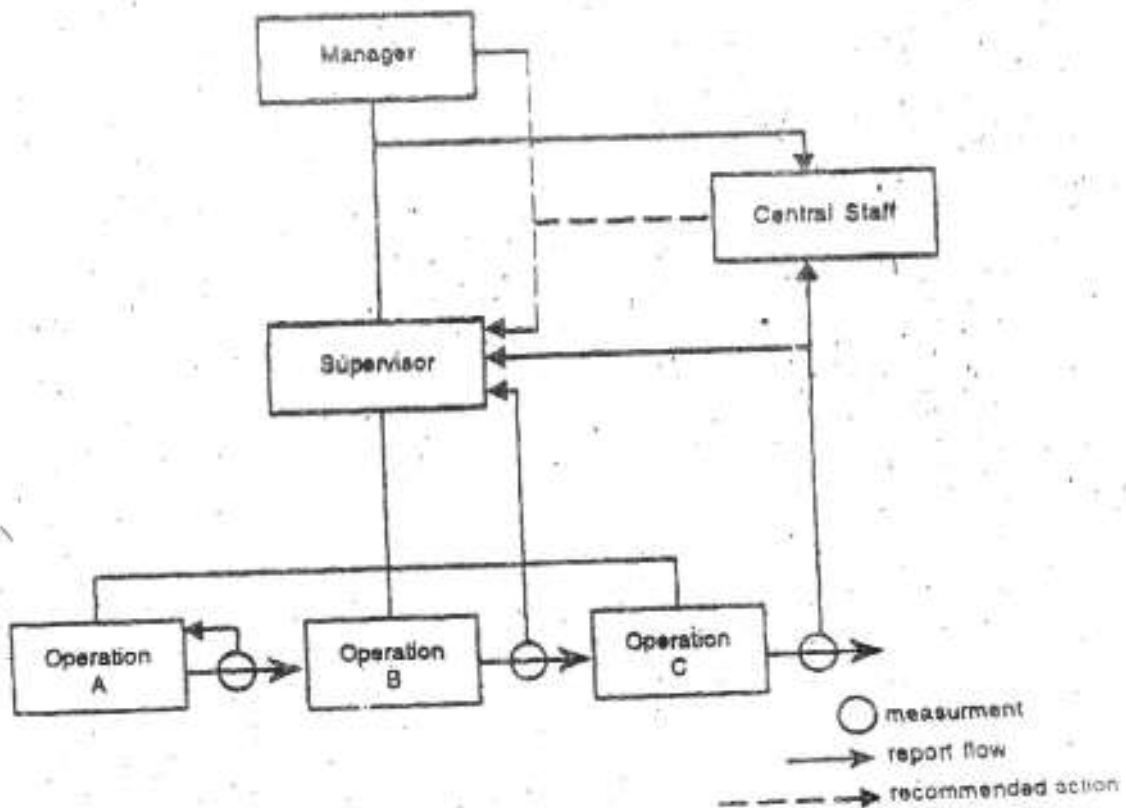 Manager
Central Staff
Supervisor
Operation
A
Operation
B
Operation
C
measurment
report flow
recommended action